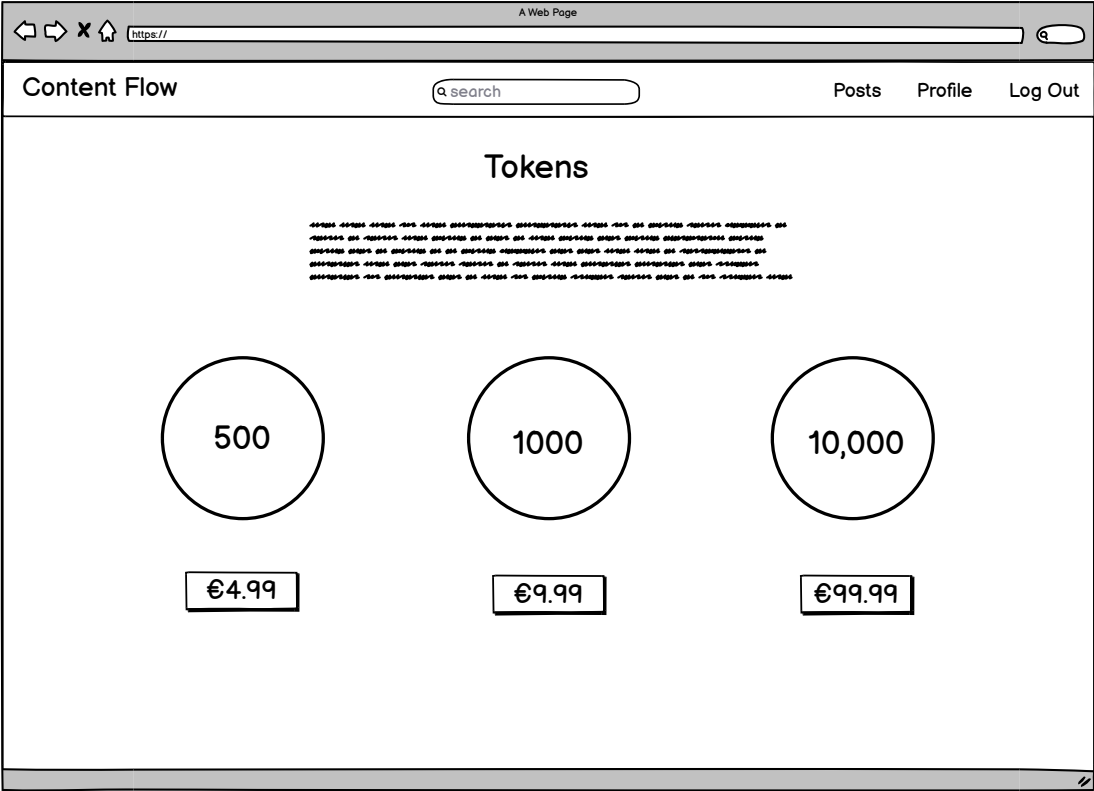 A Web Page
https://
Content Flow
search
Posts
Profile
Log Out
Tokens
500
1000
10,000
€4.99
€9.99
€99.99